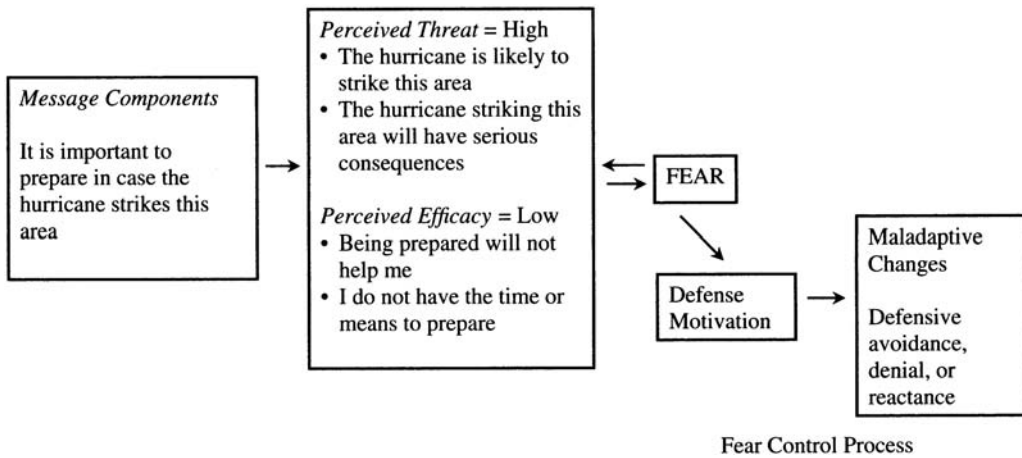 Message Components
It is important to
prepare in case the
hurricane strikes this
area
Perceived Threat = High
• The hurricane is likely to
strike this area
• The hurricane striking this
area will have serious
consequences
Perceived Efficacy = Low
• Being prepared will not
help me
• I do not have the time or
means to prepare
FEAR
Defense
Motivation
Maladaptive
Changes
Defensive
avoidance,
denial, or
reactance
Fear Control Process